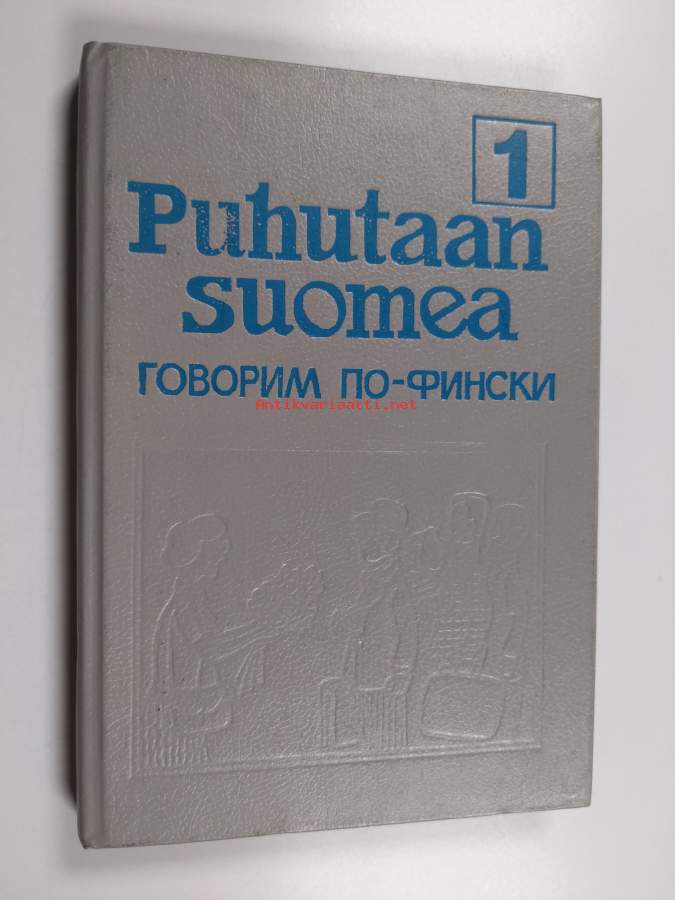 1
Puhutaan
suomea
ГОВОРИМ ПО-ФИНСКИ
Antikvariaatti.net